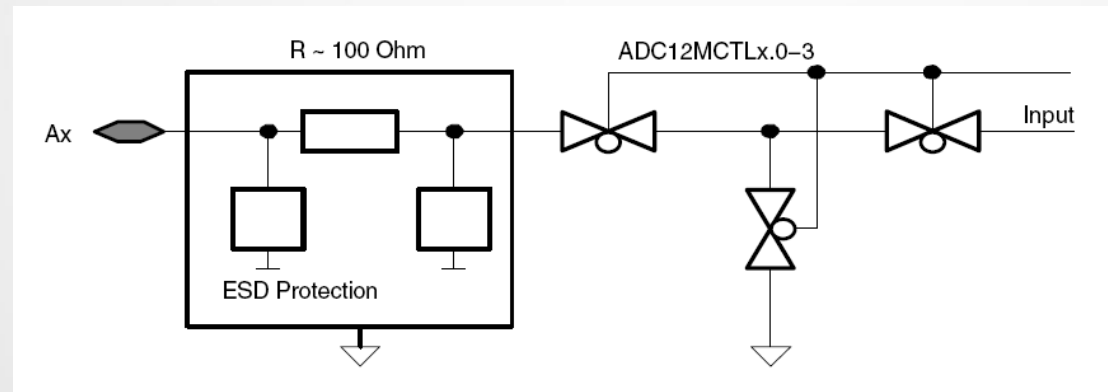 R ~ 100 Ohm
ADC12MCTLx.0–3
Ax
Input
ESD Protection